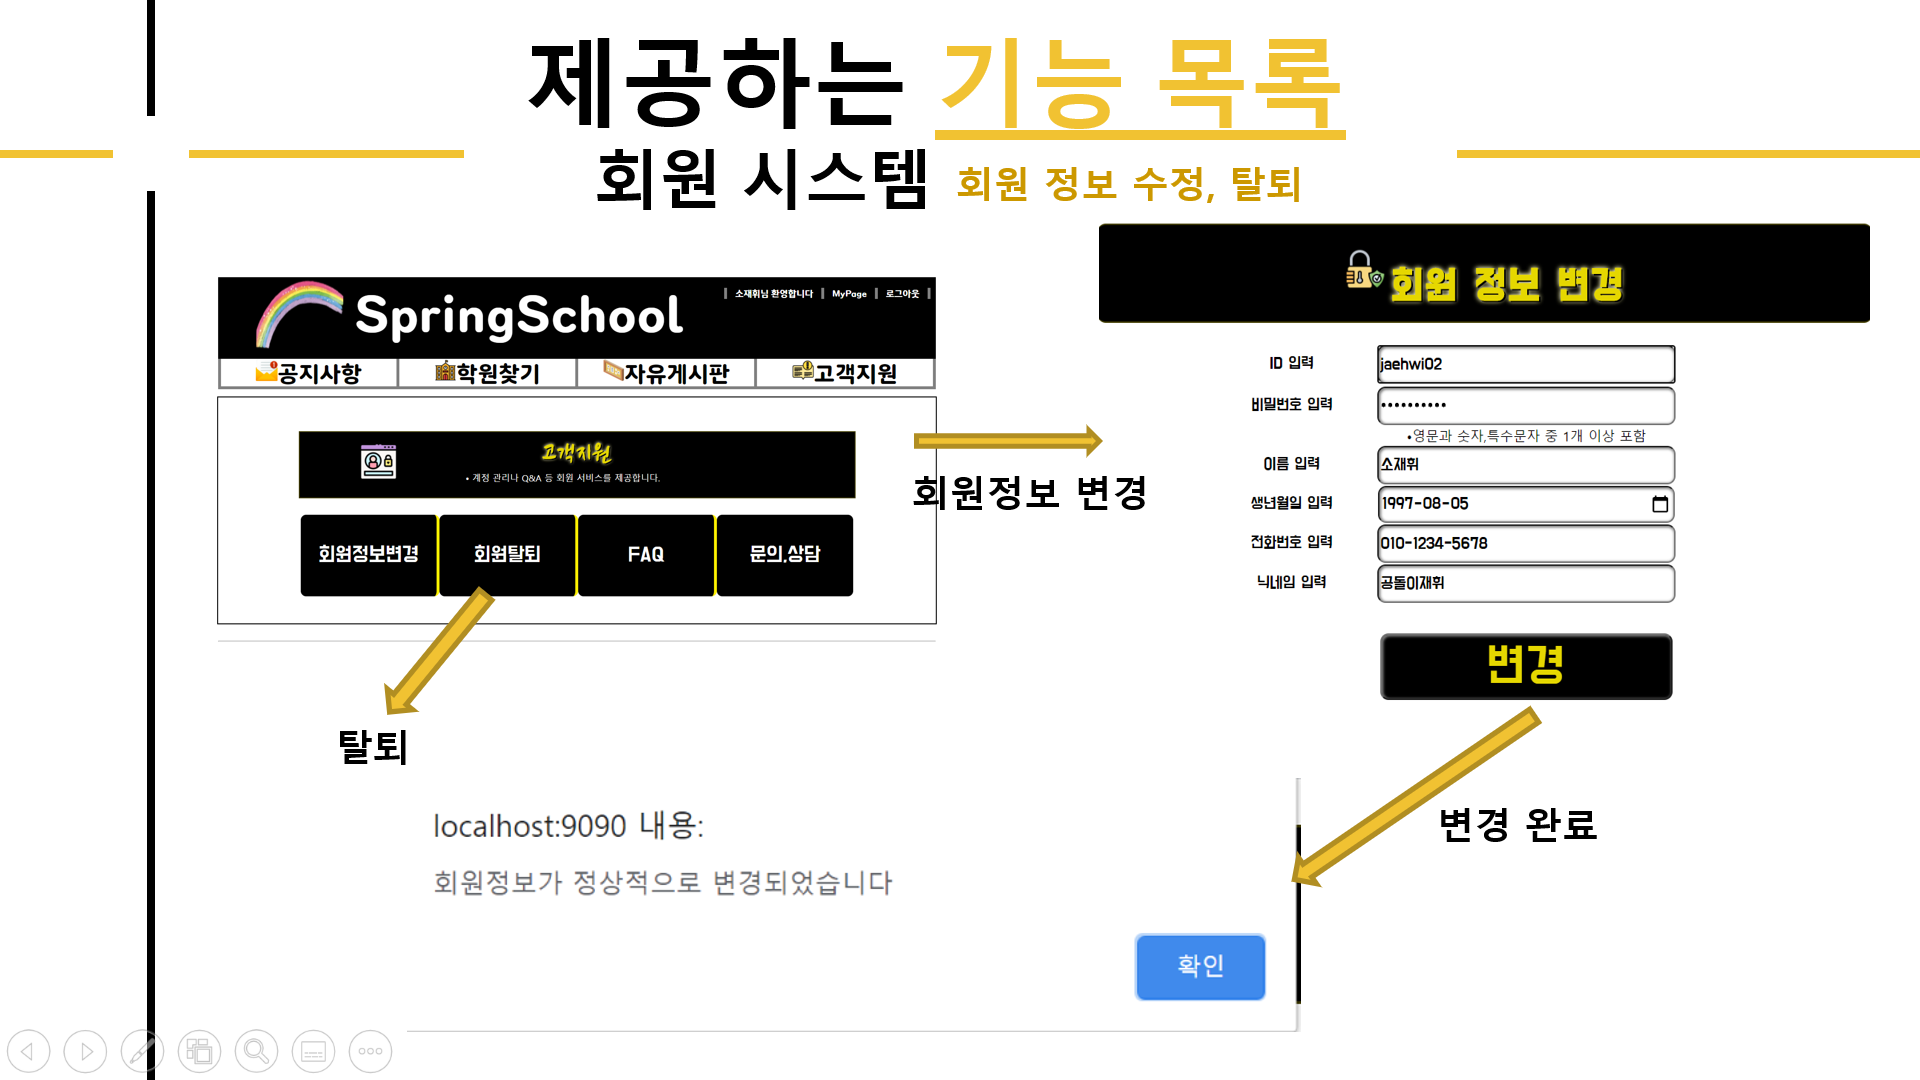 제공하는 기능 목록
회원 시스템 회원 정보 수정, 탈퇴
SpringSchool
소재휘님 환영합니다 MyPage 로그아웃
공지사항 학원찾기 자유게시판 고객지원
고객지원
• 계정 관리나 Q&A 등 회원 서비스를 제공합니다.
회원정보변경 회원탈퇴 FAQ 문의,상담
회원정보 변경
탈퇴
회원 정보 변경
ID 입력 jaehwi02
비밀번호 입력 ••••••••••
•영문과 숫자,특수문자 중 1개 이상 포함
이름 입력 소재휘
생년월일 입력 1997-08-05
전화번호 입력 010-1234-5678
닉네임 입력 공돌이재휘
변경
변경 완료
localhost:9090 내용:
회원정보가 정상적으로 변경되었습니다
확인